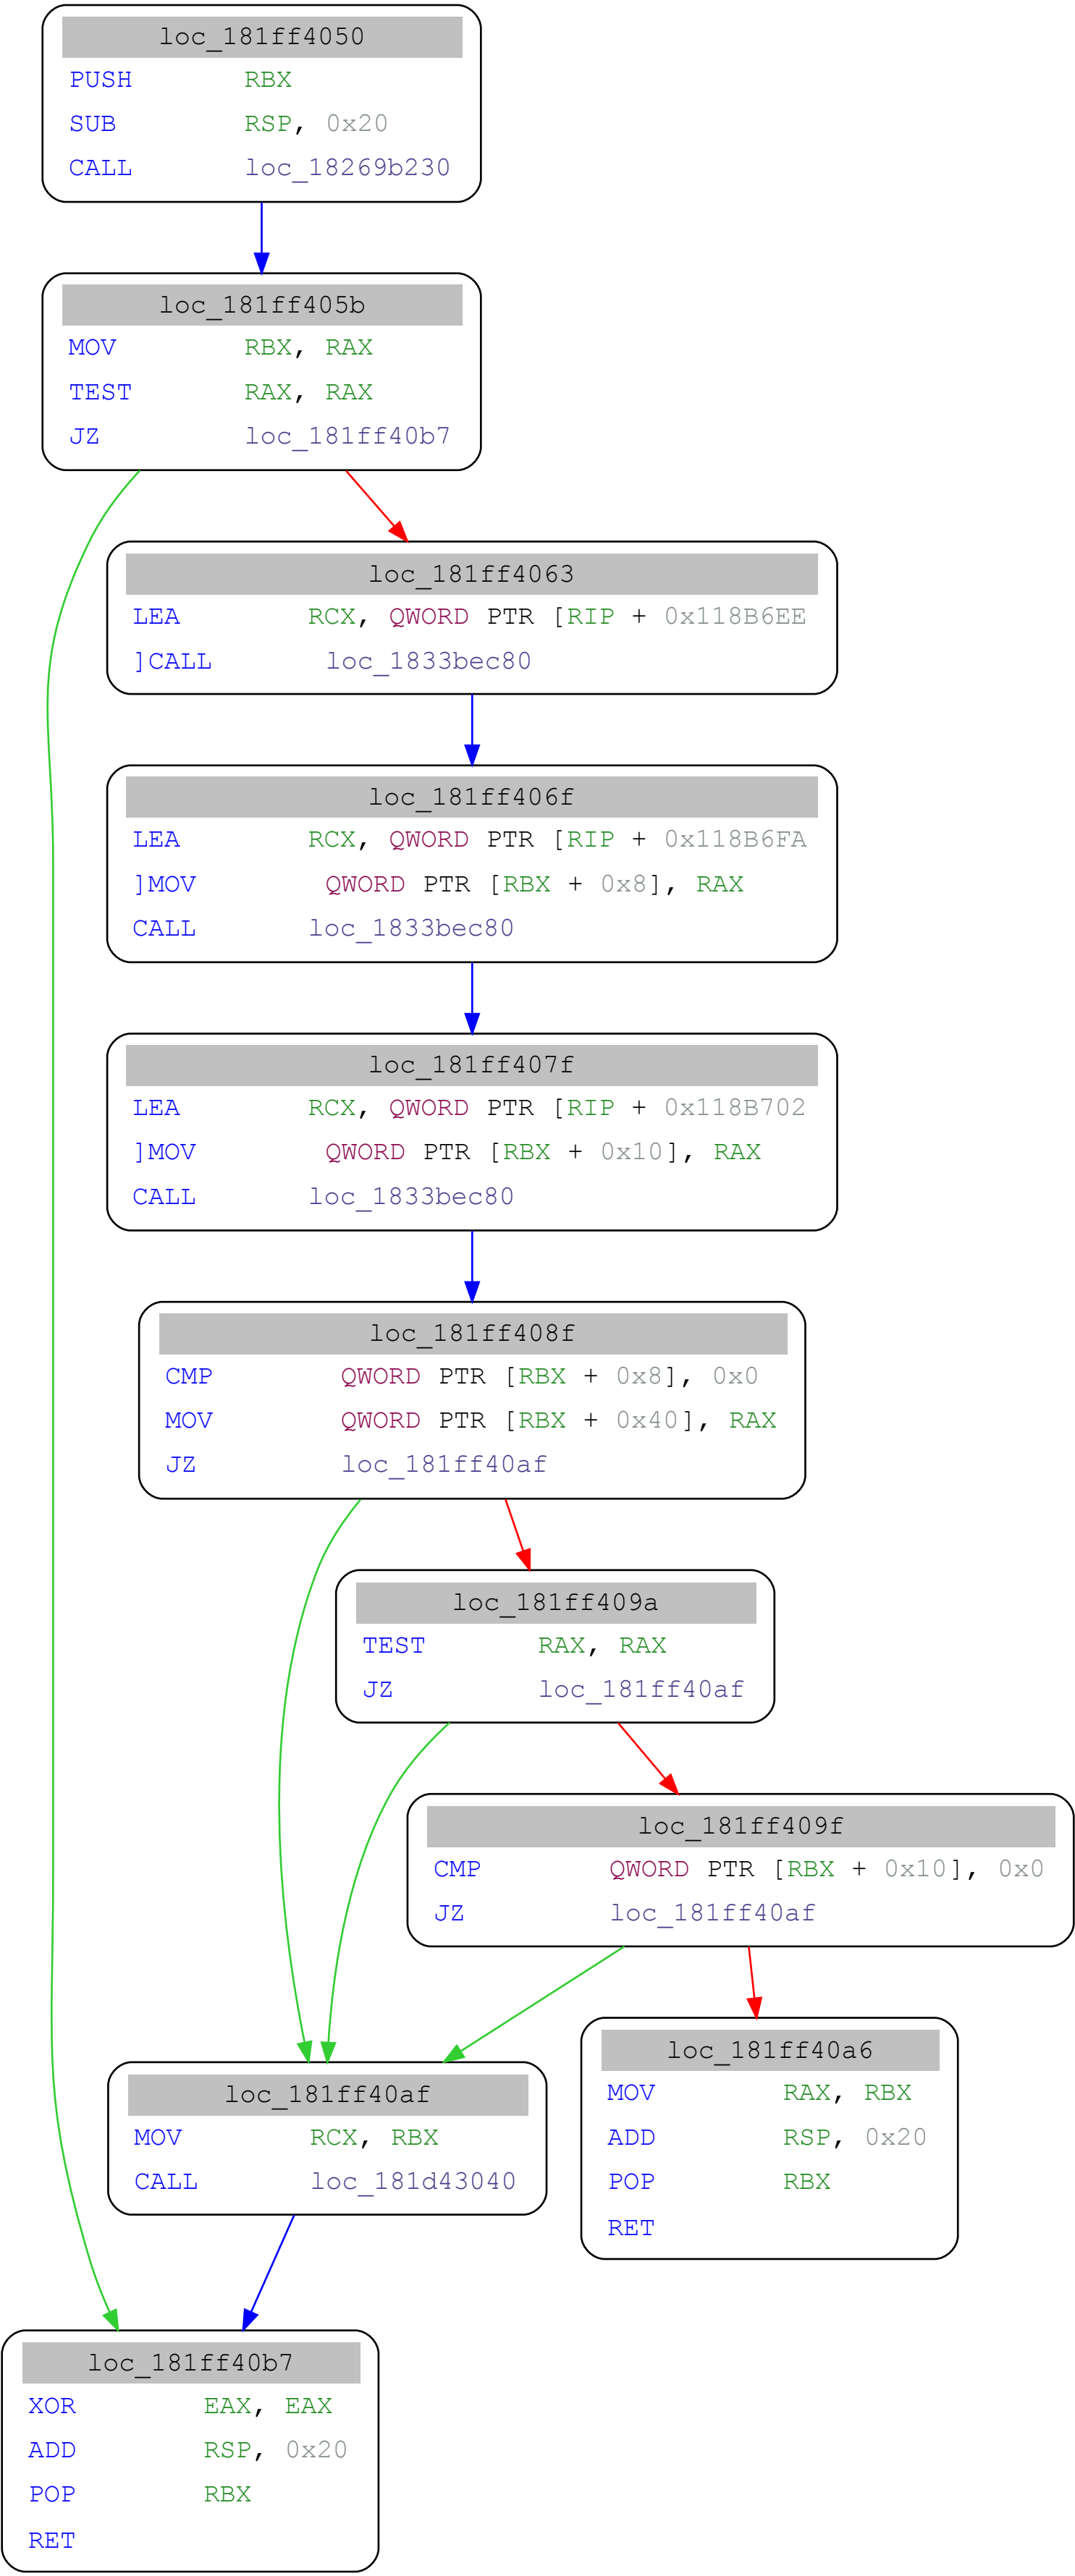 loc_181ff4050
PUSH RBX
SUB RSP, 0x20
CALL loc_18269b230
loc_181ff405b
MOV RBX, RAX
TEST RAX, RAX
JZ loc_181ff40b7
loc_181ff4063
LEA RCX, QWORD PTR [RIP + 0x118B6EE
]CALL loc_1833bec80
loc_181ff406f
LEA RCX, QWORD PTR [RIP + 0x118B6FA
]MOV QWORD PTR [RBX + 0x8], RAX
CALL loc_1833bec80
loc_181ff407f
LEA RCX, QWORD PTR [RIP + 0x118B702
]MOV QWORD PTR [RBX + 0x10], RAX
CALL loc_1833bec80
loc_181ff408f
CMP QWORD PTR [RBX + 0x8], 0x0
MOV QWORD PTR [RBX + 0x40], RAX
JZ loc_181ff40af
loc_181ff409a
TEST RAX, RAX
JZ loc_181ff40af
loc_181ff409f
CMP QWORD PTR [RBX + 0x10], 0x0
JZ loc_181ff40af
loc_181ff40a6
MOV RAX, RBX
ADD RSP, 0x20
POP RBX
RET
loc_181ff40af
MOV RCX, RBX
CALL loc_181d43040
loc_181ff40b7
XOR EAX, EAX
ADD RSP, 0x20
POP RBX
RET